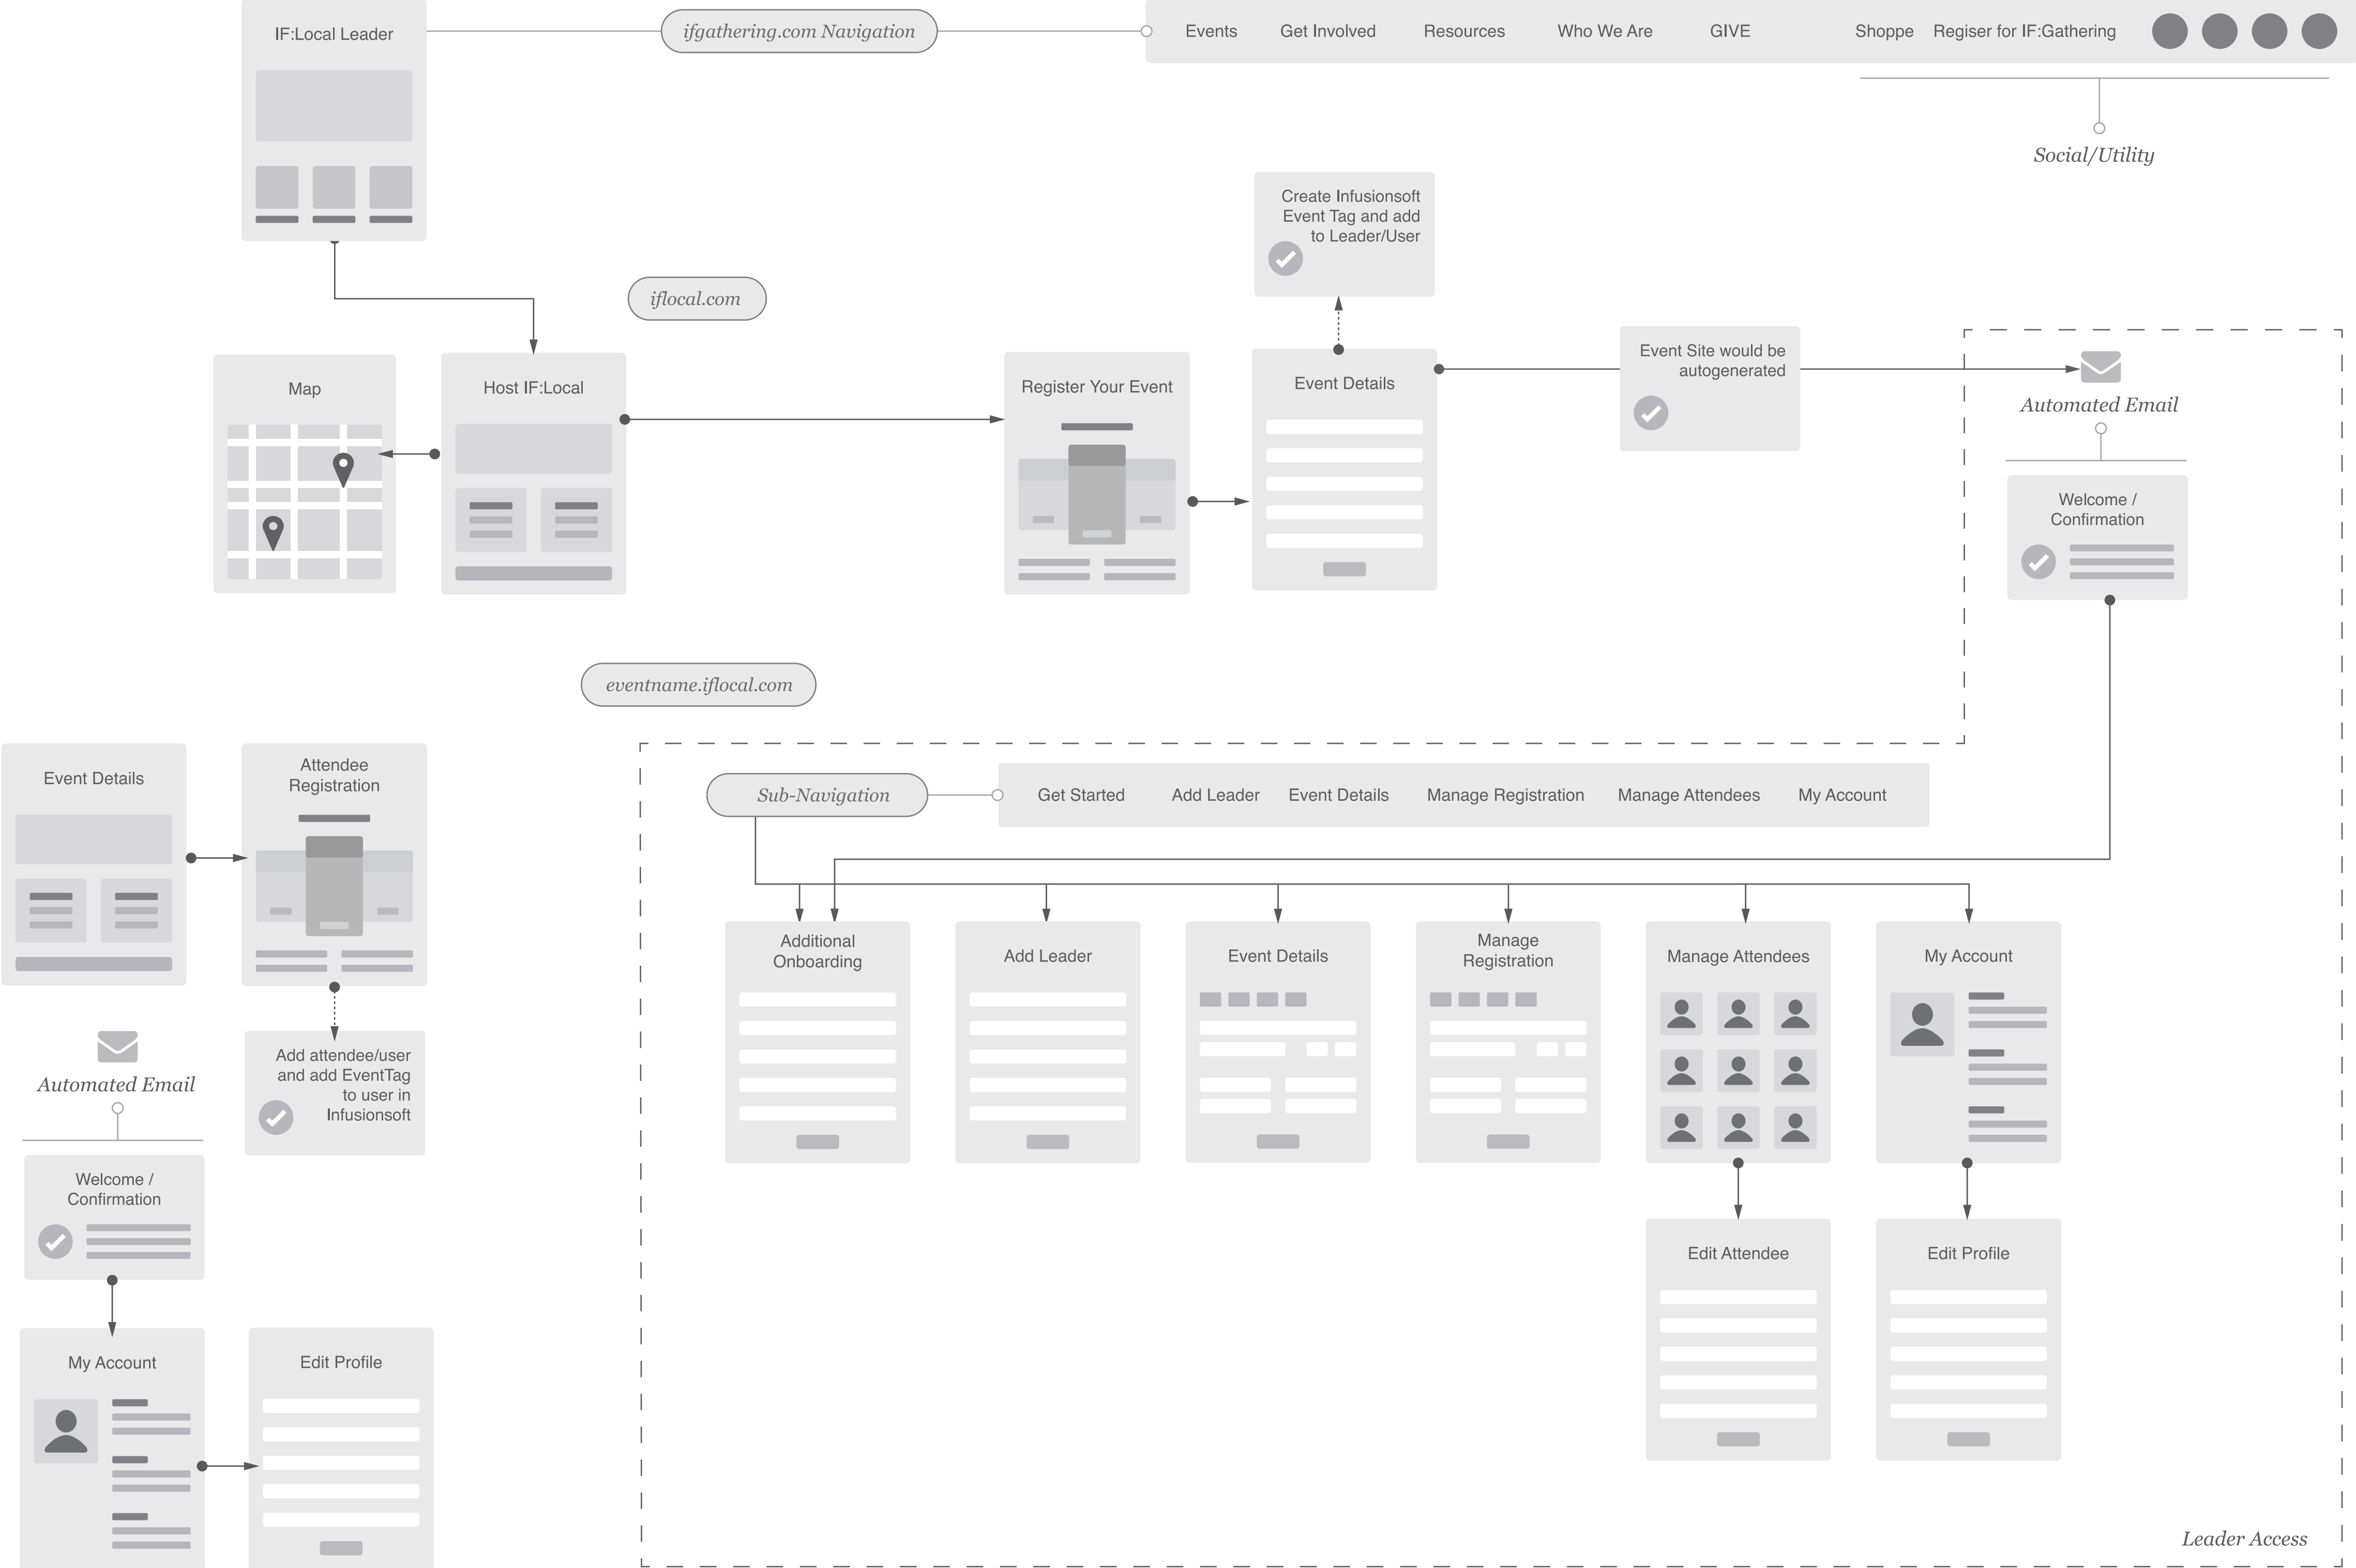 IF:Local Leader
ifgathering.com Navigation
Events
Get Involved
Resources
Who We Are
GIVE
Shoppe
Regiser for IF:Gathering
Social/Utility
Create Infusionsoft
Event Tag and add
to Leader/User
iflocal.com
Map
Host IF:Local
Register Your Event
Event Details
Event Site would be
autogenerated
Automated Email
Welcome /
Confirmation
eventname.iflocal.com
Event Details
Attendee
Registration
Add attendee/user
and add EventTag
to user in
Infusionsoft
Automated Email
Welcome /
Confirmation
My Account
Edit Profile
Sub-Navigation
Get Started
Add Leader
Event Details
Manage Registration
Manage Attendees
My Account
Additional
Onboarding
Add Leader
Event Details
Manage
Registration
Manage Attendees
My Account
Edit Attendee
Edit Profile
Leader Access